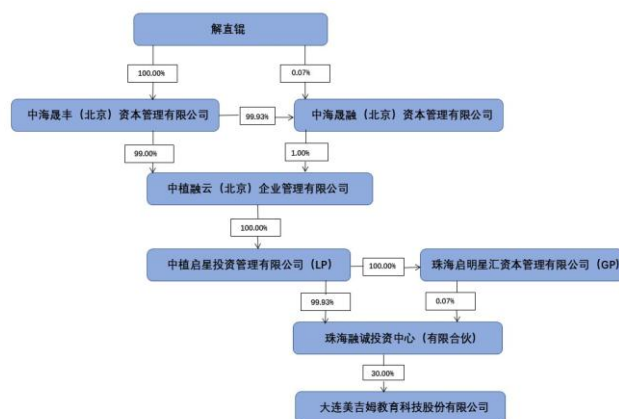 解直锟
100.00%
0.07%
中海晟丰（北京）资本管理有限公司
99.93%
中海晟融（北京）资本管理有限公司
99.00%
1.00%
中植融云（北京）企业管理有限公司
100.00%
中植启星投资管理有限公司（LP）
100.00%
珠海启明星汇资本管理有限公司（GP）
99.93%
0.07%
珠海融诚投资中心（有限合伙）
30.00%
大连美吉姆教育科技股份有限公司